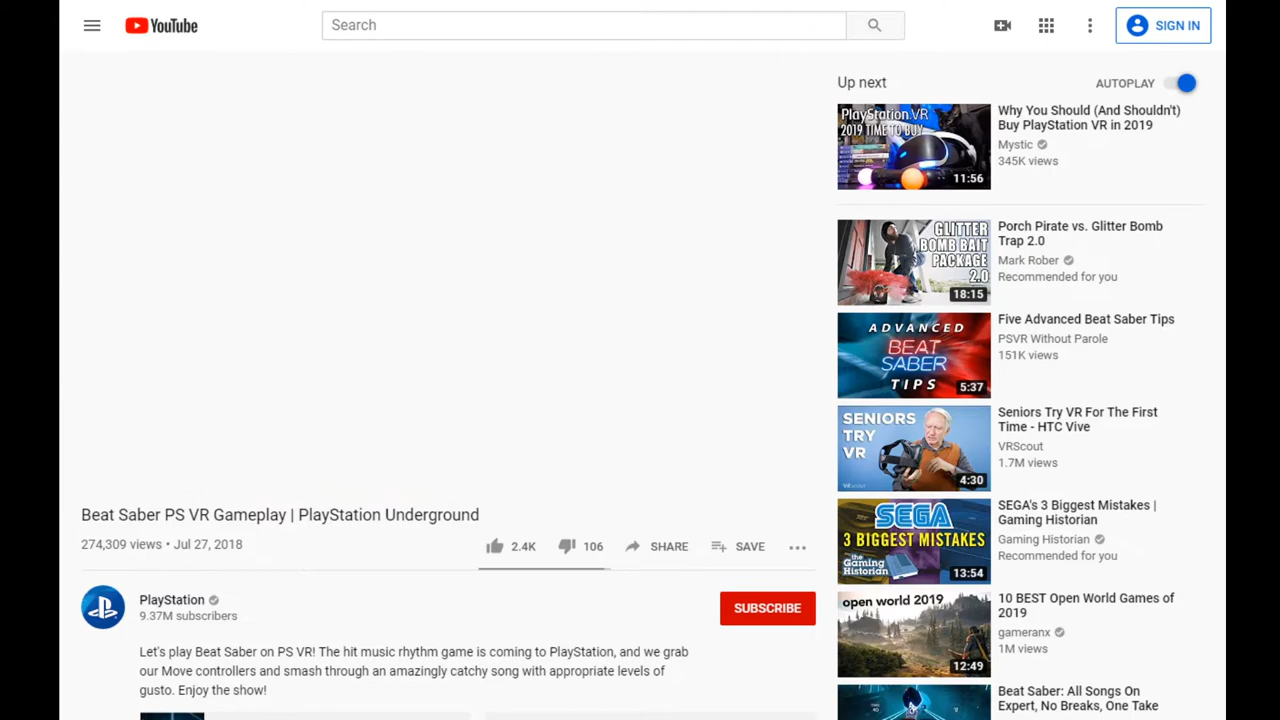 YouTube
Search
SIGN IN
Up next
AUTOPLAY
PlayStation.VR
2019 TIME TO BUY
11:56
Why You Should (And Shouldn't)
Buy PlayStation VR in 2019
Mystic
345K views
GLITTER
BOMB BAIT
PACKAGE
2.0
18:15
Porch Pirate vs. Glitter Bomb
Trap 2.0
Mark Rober
Recommended for you
ADVANCED
BEAT
SABER
TIPS
5:37
Five Advanced Beat Saber Tips
PSVR Without Parole
151K views
SENIORS
TRY
VR
4:30
Seniors Try VR For The First
Time - HTC Vive
VRScout
1.7M views
SEGA
3 BIGGEST MISTAKES
the
Gaming
Historian
13:54
SEGA's 3 Biggest Mistakes |
Gaming Historian
Gaming Historian
Recommended for you
open world 2019
12:49
10 BEST Open World Games of
2019
gameranx
1M views
Beat Saber: All Songs On
Expert, No Breaks, One Take
Beat Saber PS VR Gameplay | PlayStation Underground
274,309 views • Jul 27, 2018
2.4K
106
SHARE
SAVE
PlayStation
9.37M subscribers
SUBSCRIBE
Let's play Beat Saber on PS VR! The hit music rhythm game is coming to PlayStation, and we grab
our Move controllers and smash through an amazingly catchy song with appropriate levels of
gusto. Enjoy the show!